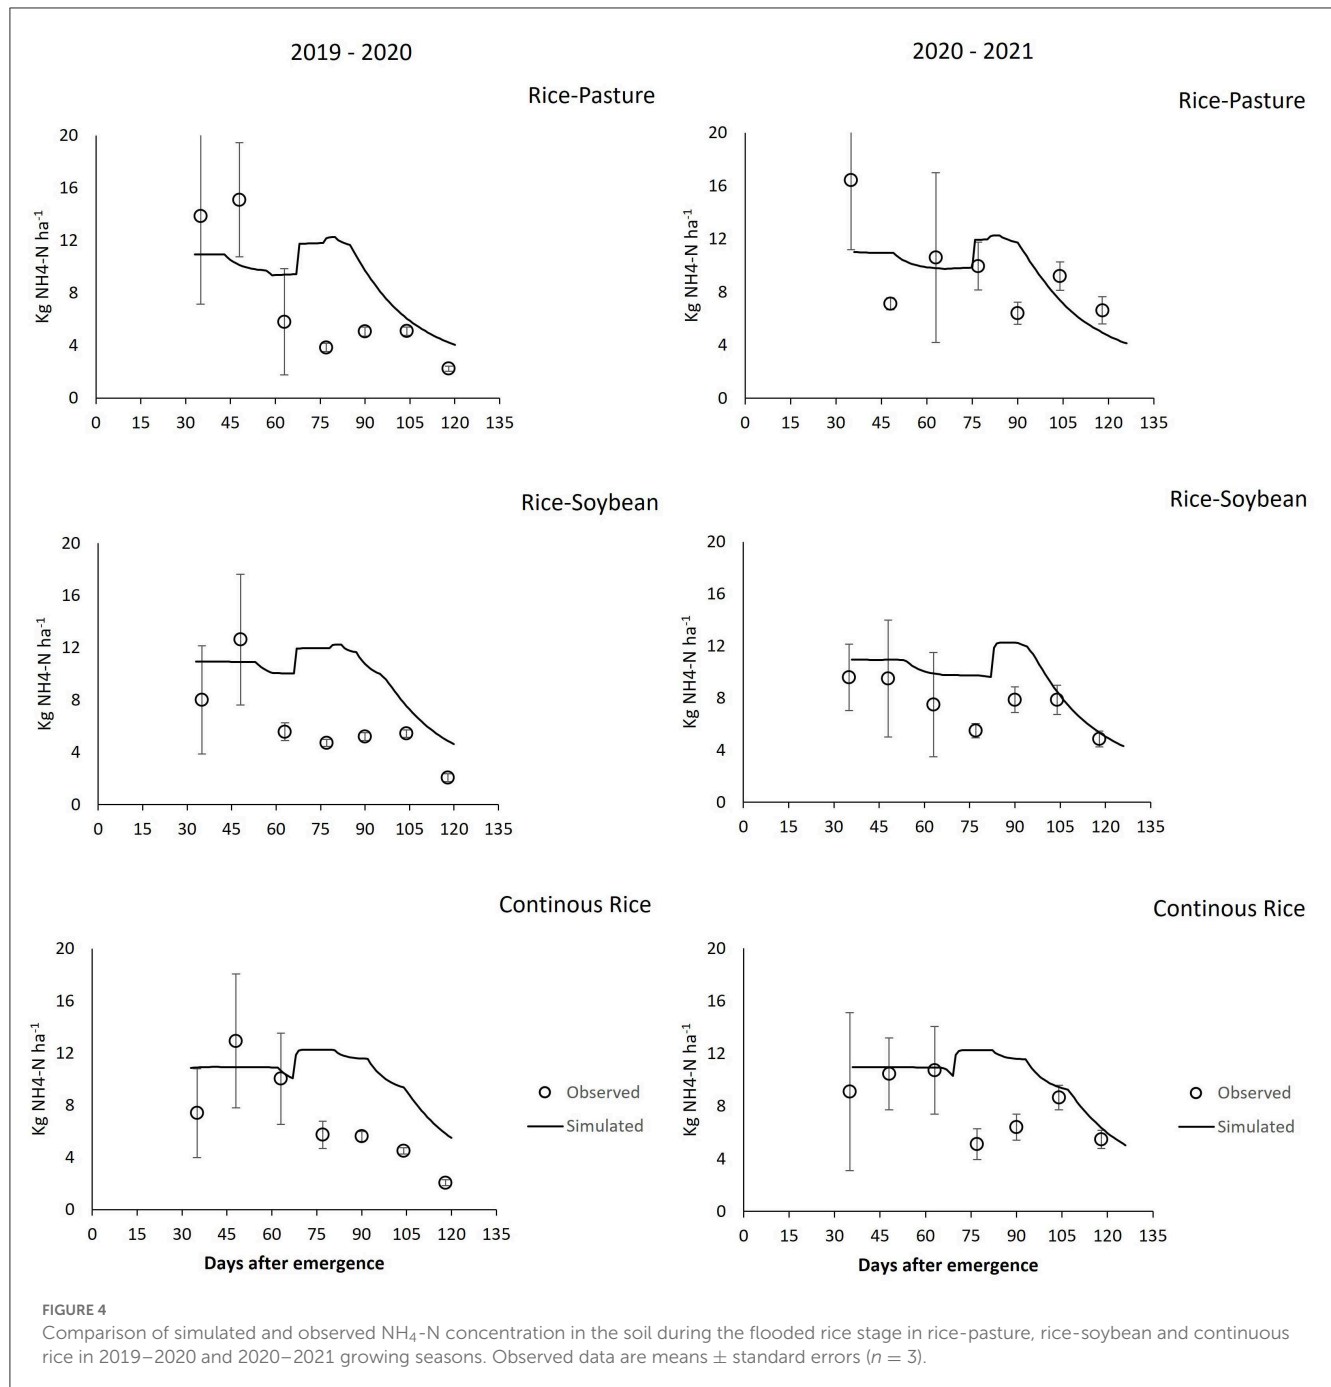 2019 - 2020
2020 - 2021
Rice-Pasture
Rice-Pasture
20
16
12
8
4
0
Kg NH4-N ha⁻¹
0 15 30 45 60 75 90 105 120 135
20
16
12
8
4
0
Kg NH4-N ha⁻¹
0 15 30 45 60 75 90 105 120 135
Rice-Soybean
Rice-Soybean
20
16
12
8
4
0
Kg NH4-N ha⁻¹
0 15 30 45 60 75 90 105 120 135
20
16
12
8
4
0
Kg NH4-N ha⁻¹
0 15 30 45 60 75 90 105 120 135
Continous Rice
Continous Rice
20
16
12
8
4
0
Kg NH4-N ha⁻¹
Observed
Simulated
0 15 30 45 60 75 90 105 120 135
Days after emergence
20
16
12
8
4
0
Kg NH4-N ha⁻¹
Observed
Simulated
0 15 30 45 60 75 90 105 120 135
Days after emergence
FIGURE 4
Comparison of simulated and observed NH₄-N concentration in the soil during the flooded rice stage in rice-pasture, rice-soybean and continuous
rice in 2019–2020 and 2020–2021 growing seasons. Observed data are means ± standard errors (n = 3).